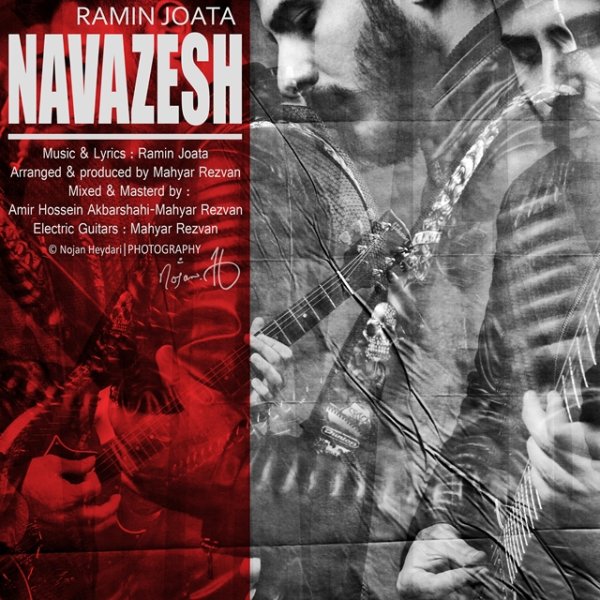 RAMIN JOATA
NAVAZESH
Music & Lyrics : Ramin Joata
Arranged & produced by Mahyar Rezvan
Mixed & Masterd by :
Amir Hossein Akbarshahi-Mahyar Rezvan
Electric Guitars : Mahyar Rezvan
© Nojan Heydari|PHOTOGRAPHY